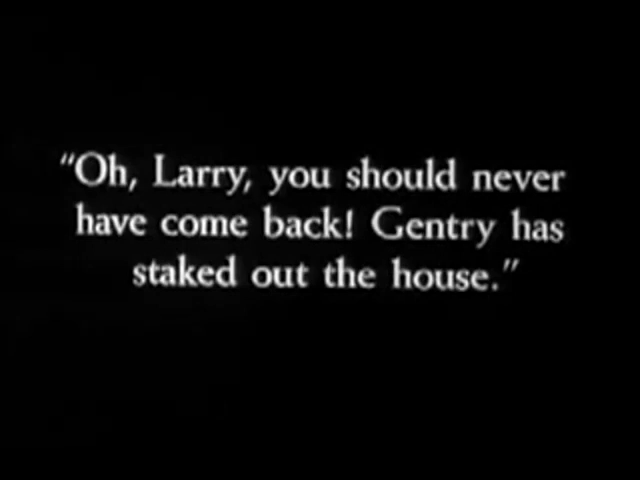 "Oh, Larry, you should never
have come back! Gentry has
staked out the house."